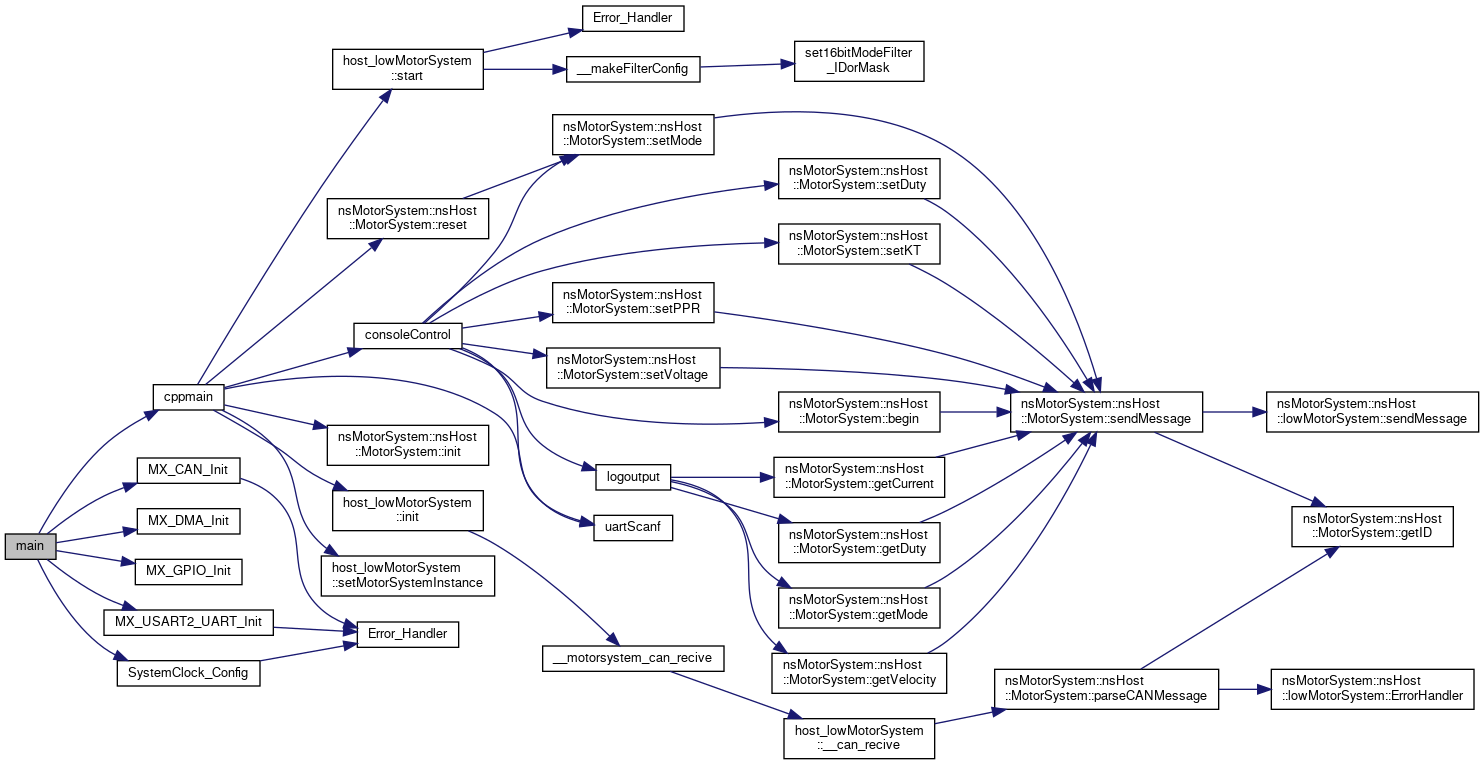 Error_Handler
host_lowMotorSystem
::start
__makeFilterConfig
set16bitModeFilter
_IDorMask
nsMotorSystem::nsHost
::MotorSystem::setMode
nsMotorSystem::nsHost
::MotorSystem::setDuty
nsMotorSystem::nsHost
::MotorSystem::reset
nsMotorSystem::nsHost
::MotorSystem::setKT
nsMotorSystem::nsHost
::MotorSystem::setPPR
consoleControl
nsMotorSystem::nsHost
::MotorSystem::setVoltage
cppmain
nsMotorSystem::nsHost
::MotorSystem::begin
nsMotorSystem::nsHost
::MotorSystem::sendMessage
nsMotorSystem::nsHost
::lowMotorSystem::sendMessage
nsMotorSystem::nsHost
::MotorSystem::init
MX_CAN_Init
logoutput
nsMotorSystem::nsHost
::MotorSystem::getCurrent
host_lowMotorSystem
::init
MX_DMA_Init
uartScanf
nsMotorSystem::nsHost
::MotorSystem::getDuty
nsMotorSystem::nsHost
::MotorSystem::getID
main
MX_GPIO_Init
host_lowMotorSystem
::setMotorSystemInstance
nsMotorSystem::nsHost
::MotorSystem::getMode
MX_USART2_UART_Init
Error_Handler
SystemClock_Config
__motorsystem_can_recive
nsMotorSystem::nsHost
::MotorSystem::getVelocity
nsMotorSystem::nsHost
::MotorSystem::parseCANMessage
nsMotorSystem::nsHost
::lowMotorSystem::ErrorHandler
host_lowMotorSystem
::__can_recive